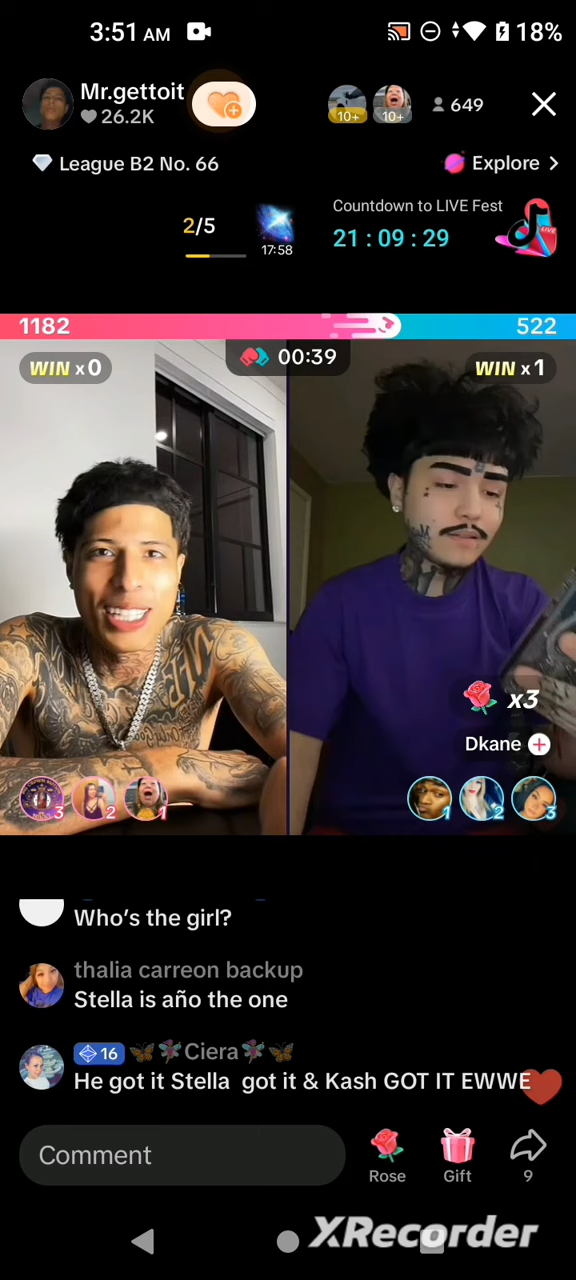 3:51 AM
18%
Mr.gettoit
26.2K
10+
10+
649
League B2 No. 66
Explore >
2/5
17:58
Countdown to LIVE Fest
21 : 09 : 29
LIVE
1182
522
WIN x0
00:39
WIN x1
x3
Dkane
3
2
1
1
2
3
Who's the girl?
thalia carreon backup
Stella is año the one
16 🦋🧚Ciera🧚🦋
He got it Stella got it & Kash GOT IT EWWE
Comment
Rose
Gift
9
XRecorder